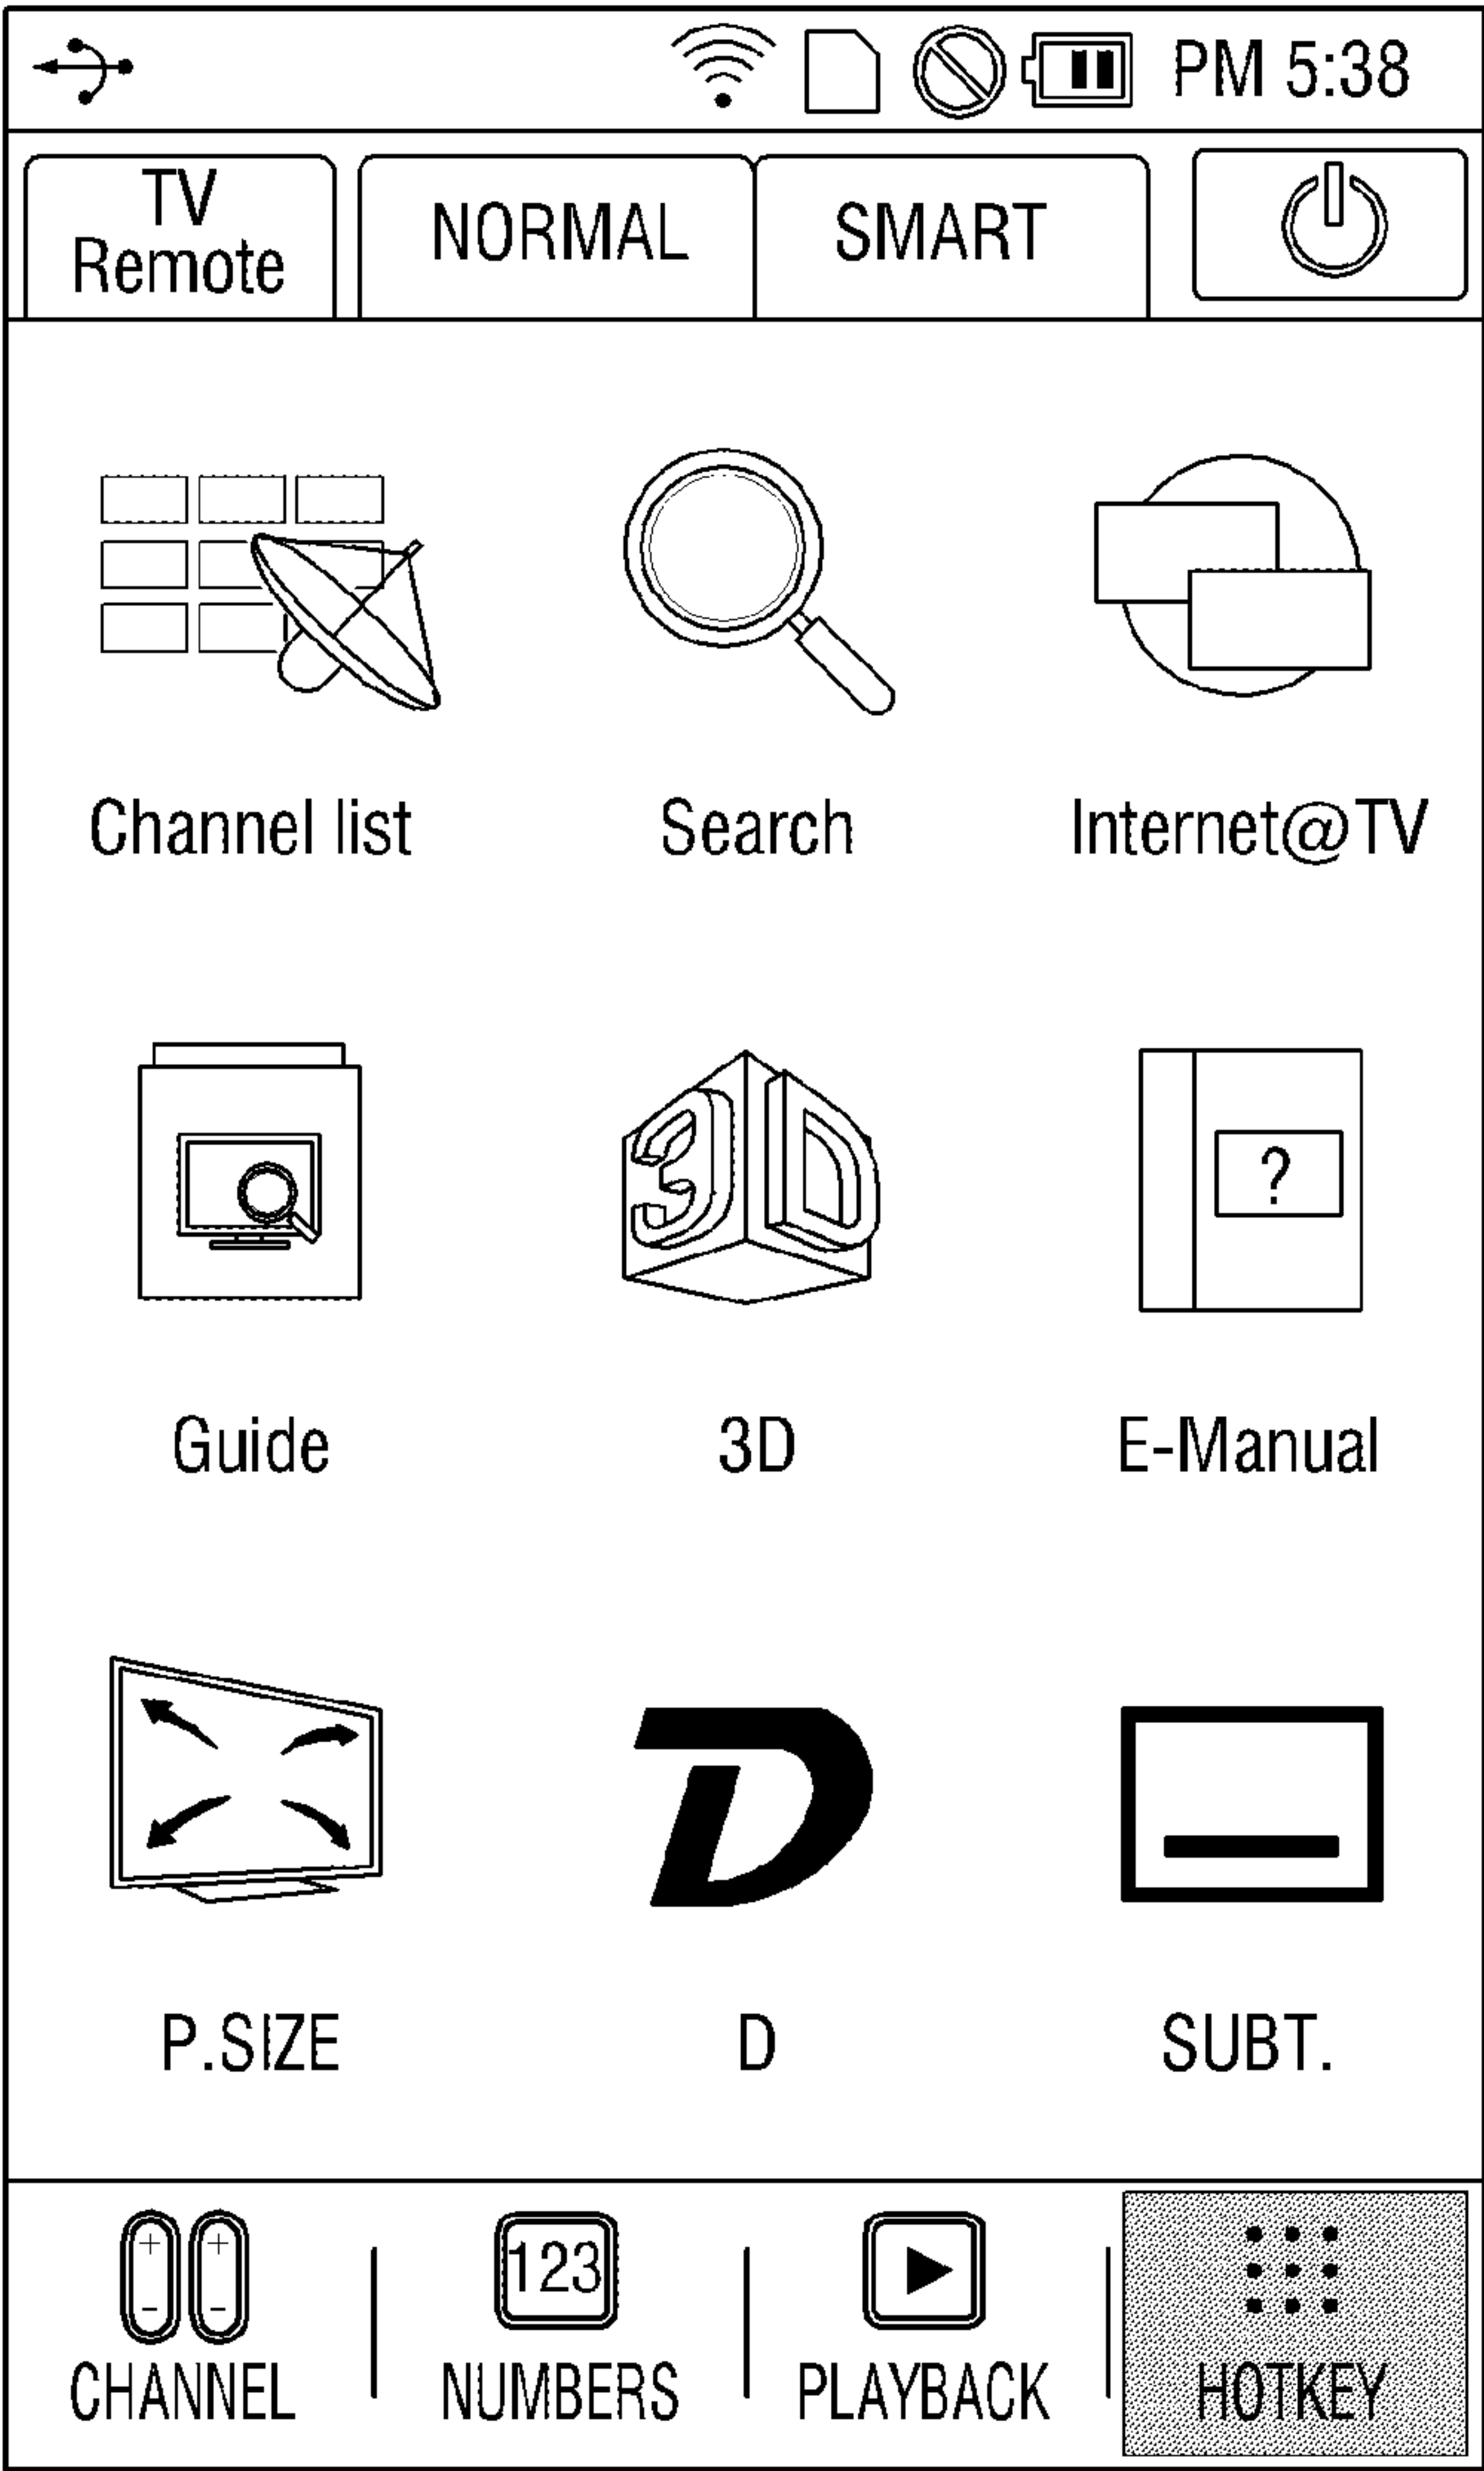 PM 5:38
TV
Remote
NORMAL
SMART
Channel list
Search
Internet@TV
?
3D
Guide
3D
E-Manual
D
P.SIZE
D
SUBT.
+
+
-
-
123
CHANNEL
NUMBERS
PLAYBACK
HOTKEY